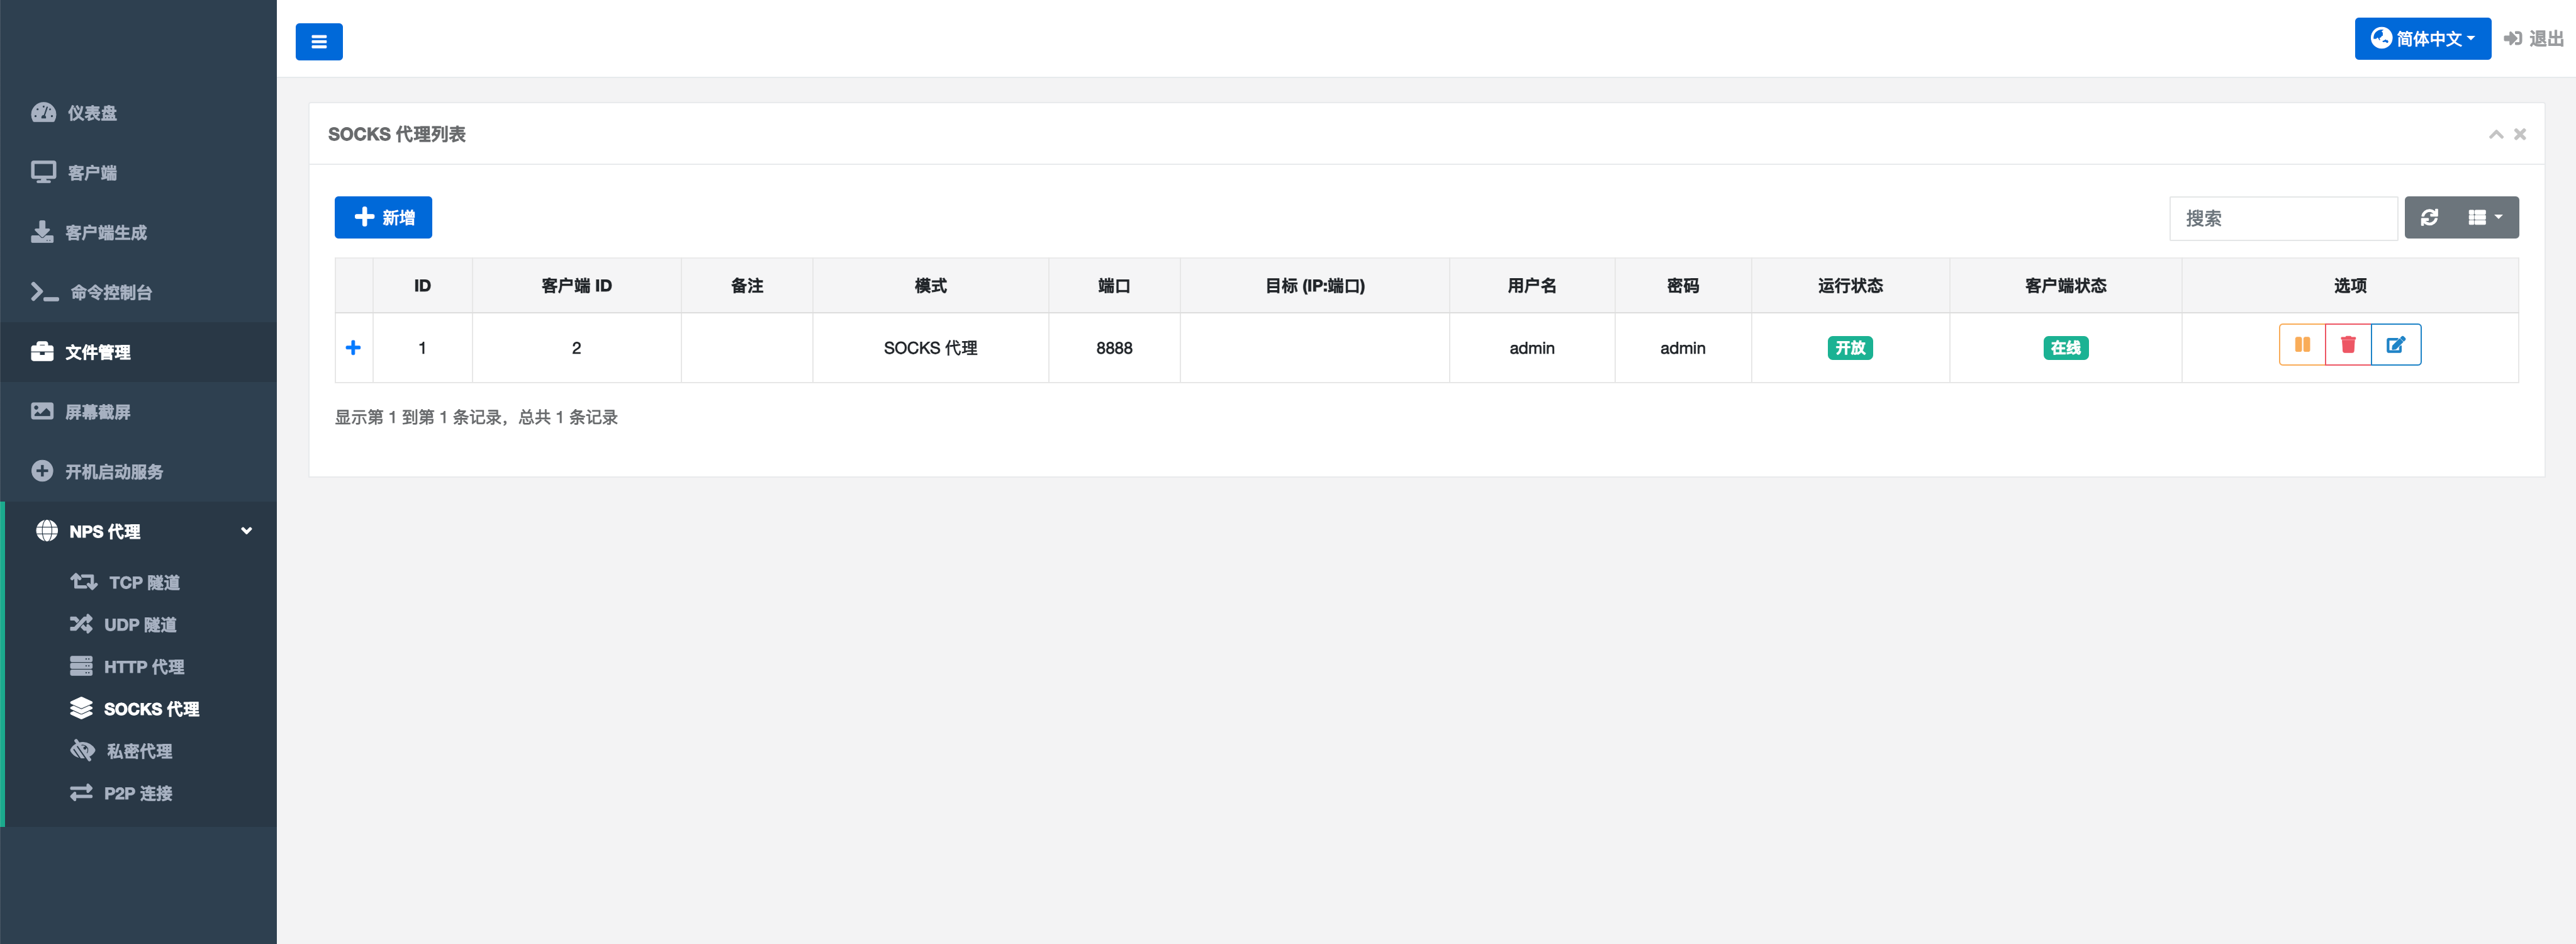 简体中文
退出
仪表盘
客户端
客户端生成
命令控制台
文件管理
屏幕截屏
开机启动服务
NPS 代理
TCP 隧道
UDP 隧道
HTTP 代理
SOCKS 代理
私密代理
P2P 连接
SOCKS 代理列表
新增
搜索
ID 客户端 ID 备注 模式 端口 目标 (IP:端口) 用户名 密码 运行状态 客户端状态 选项
1 2 SOCKS 代理 8888 admin admin 开放 在线
显示第 1 到第 1 条记录，总共 1 条记录